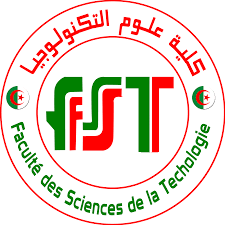 كلية علوم التكنولوجيا
FST
Faculté des Sciences de la Techologie